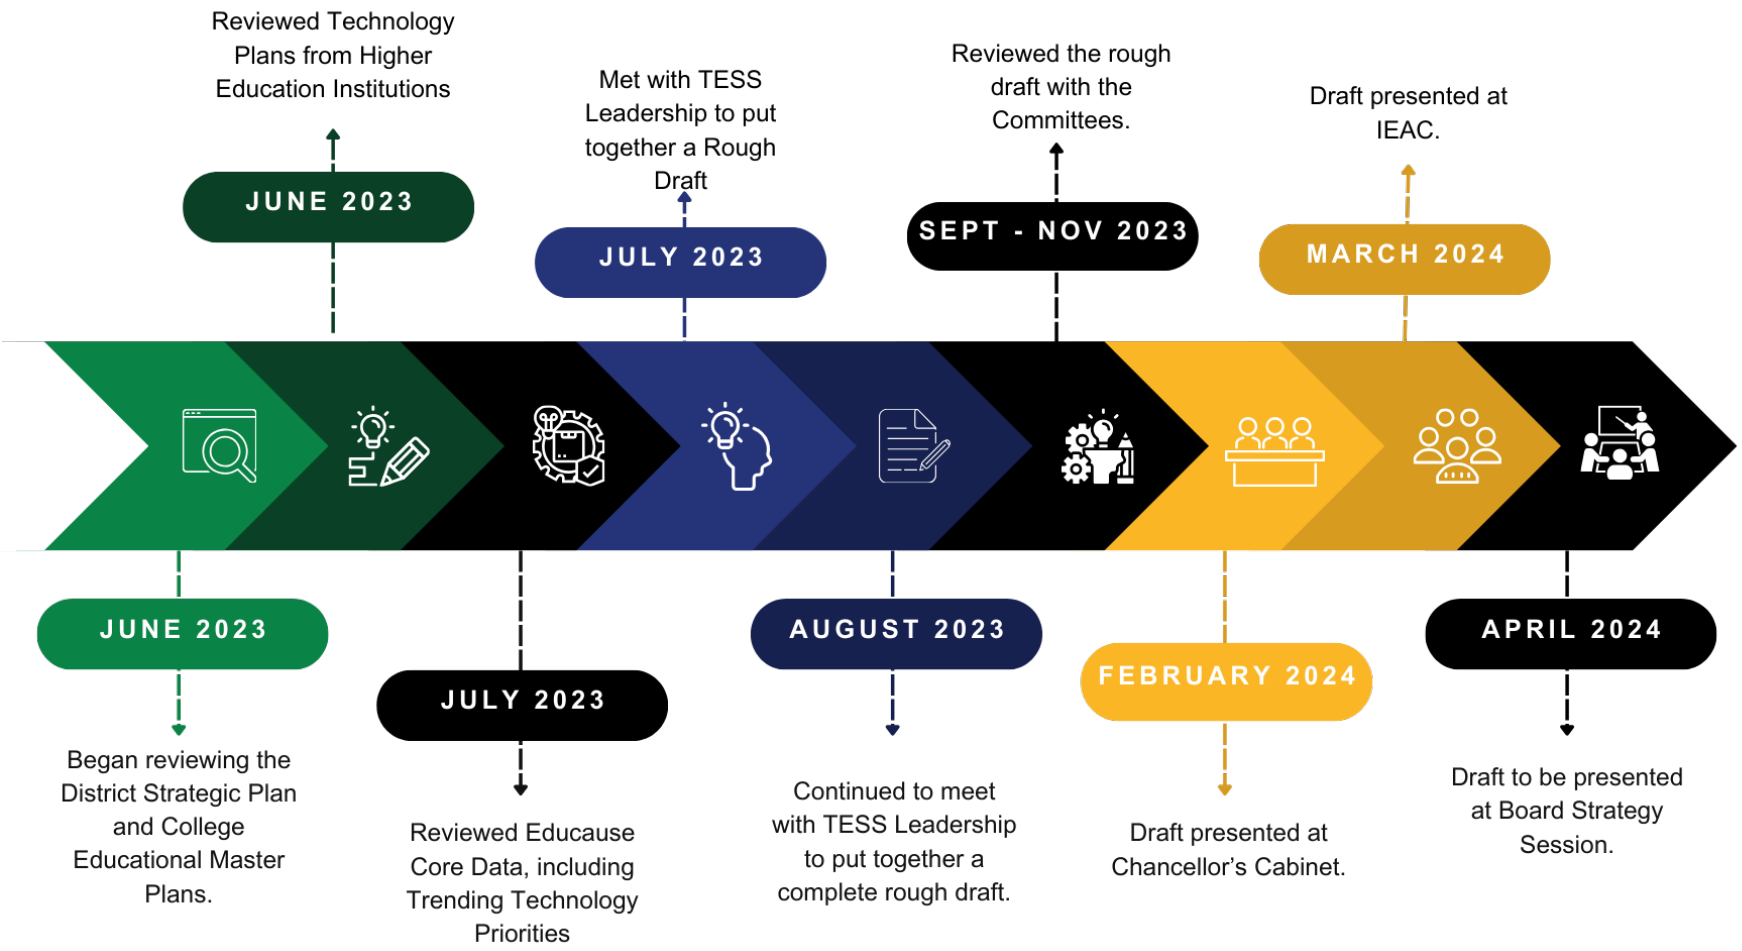 Reviewed Technology
Plans from Higher
Education Institutions
JUNE 2023
Met with TESS
Leadership to put
together a Rough
Draft
JULY 2023
Reviewed the rough
draft with the
Committees.
SEPT - NOV 2023
Draft presented at
IEAC.
MARCH 2024
JUNE 2023
Began reviewing the
District Strategic Plan
and College
Educational Master
Plans.
JULY 2023
Reviewed Educause
Core Data, including
Trending Technology
Priorities
AUGUST 2023
Continued to meet
with TESS Leadership
to put together a
complete rough draft.
FEBRUARY 2024
Draft presented at
Chancellor’s Cabinet.
APRIL 2024
Draft to be presented
at Board Strategy
Session.